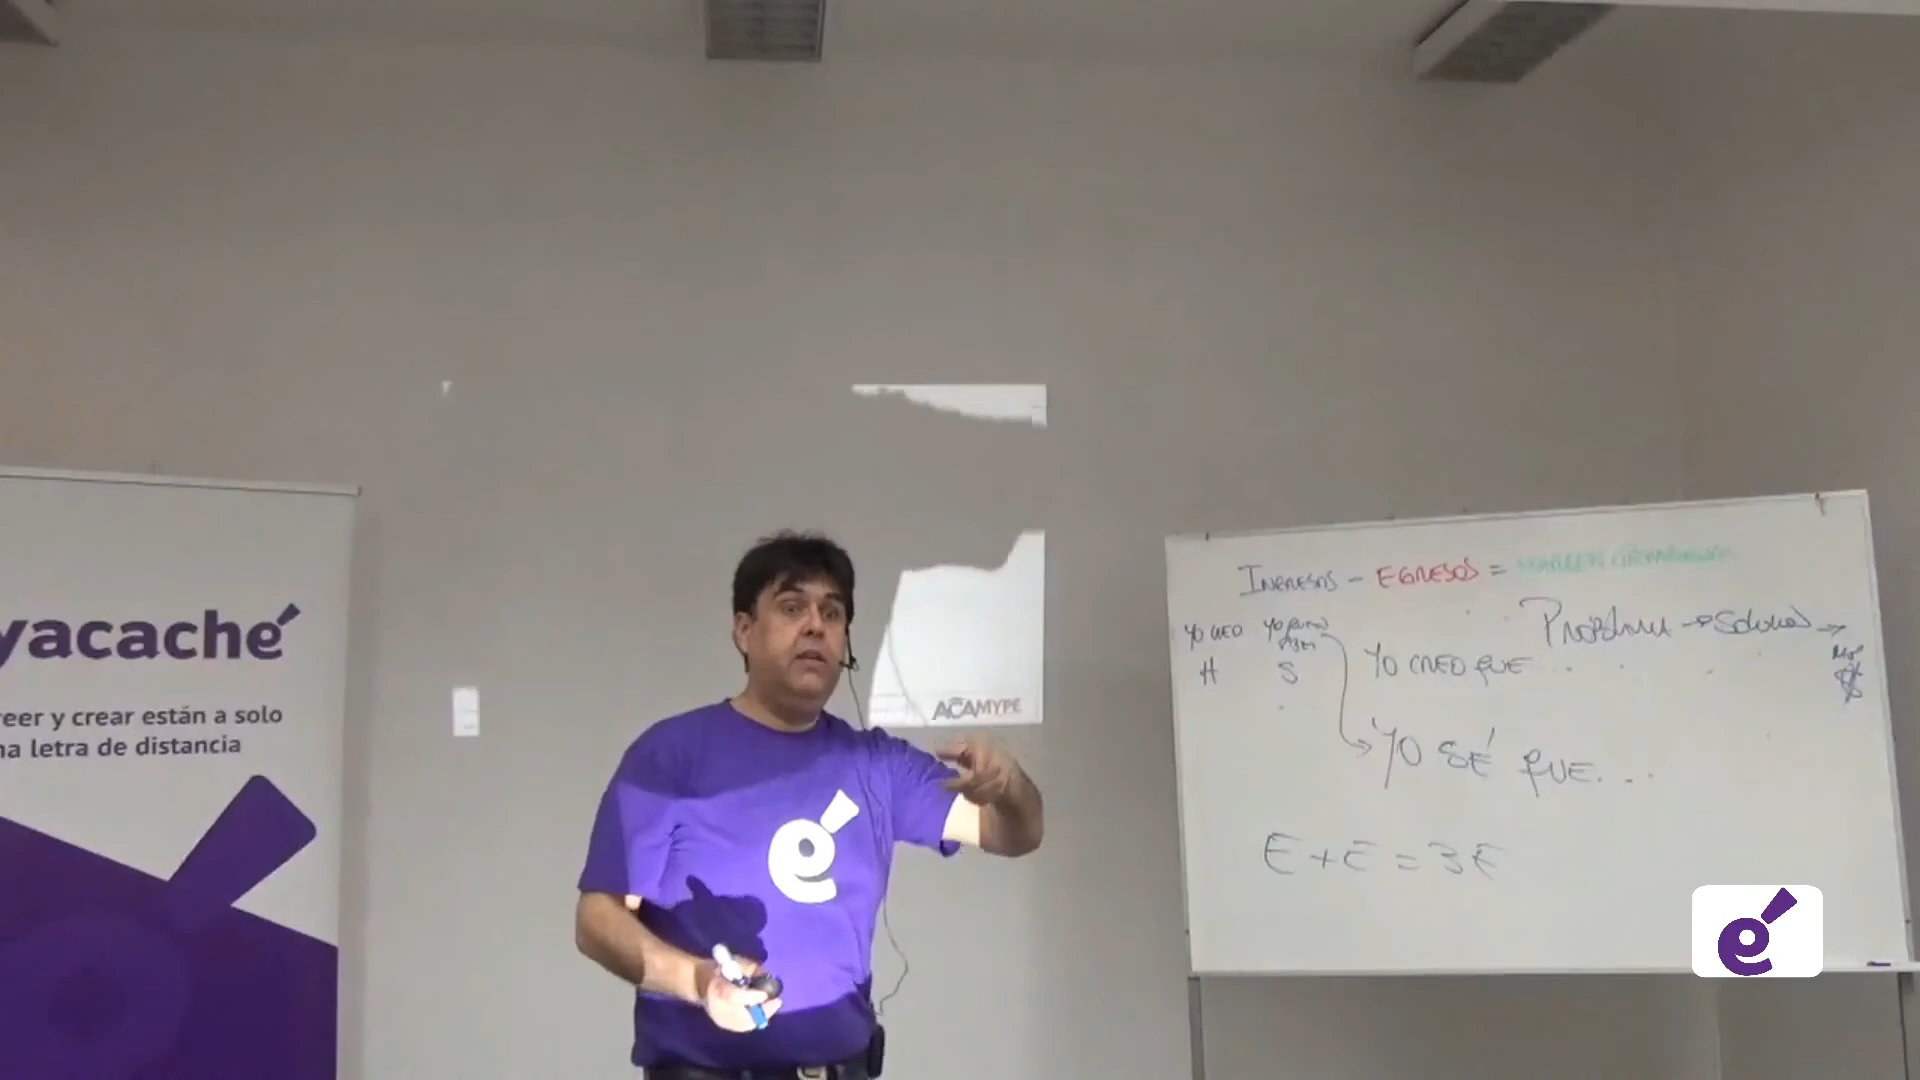 yacaché
reer y crear están a solo
na letra de distancia
é
ACAMYPE
INGRESOS - EGRESOS =
PROBLEMA → SOLUCIÓN →
YO CREO
H S
YO CREO QUE...
YO SÉ QUE...
E + E = 3E
é